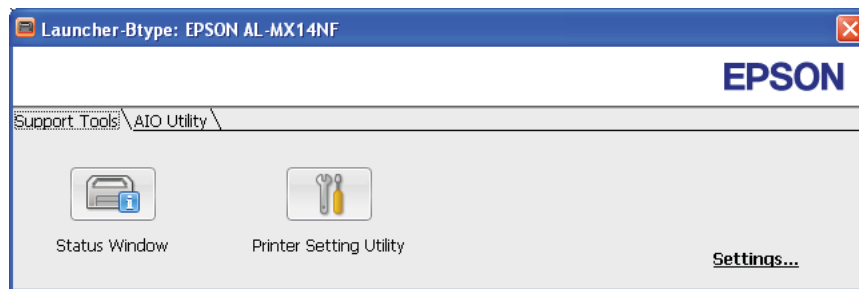 Launcher-Btype: EPSON AL-MX14NF
EPSON
Support Tools AIO Utility
Status Window Printer Setting Utility
Settings...